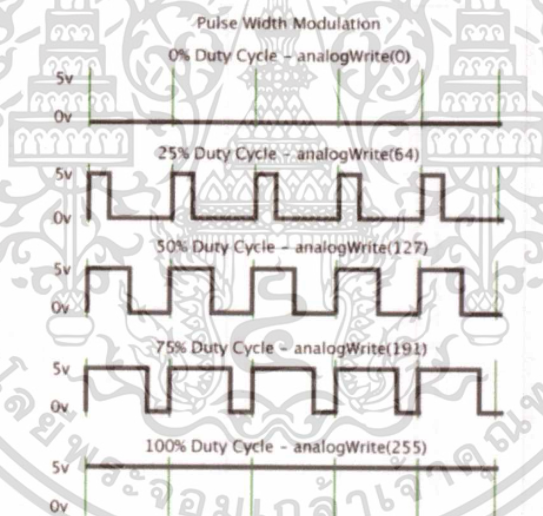 Pulse Width Modulation
0% Duty Cycle – analogWrite(0)
5v
0v
25% Duty Cycle – analogWrite(64)
5v
0v
50% Duty Cycle – analogWrite(127)
5v
0v
75% Duty Cycle – analogWrite(191)
5v
0v
100% Duty Cycle – analogWrite(255)
5v
0v